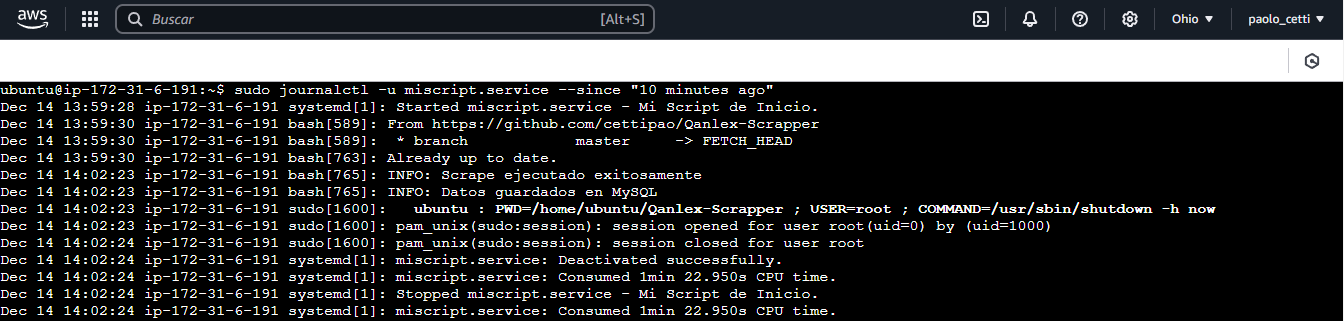 aws Buscar [Alt+S] Ohio paolo_cetti
ubuntu@ip-172-31-6-191:~$ sudo journalctl -u miscript.service --since "10 minutes ago"
Dec 14 13:59:28 ip-172-31-6-191 systemd[1]: Started miscript.service - Mi Script de Inicio.
Dec 14 13:59:30 ip-172-31-6-191 bash[589]: From https://github.com/cettipao/Qanlex-Scrapper
Dec 14 13:59:30 ip-172-31-6-191 bash[589]:  * branch            master     -> FETCH_HEAD
Dec 14 13:59:30 ip-172-31-6-191 bash[763]: Already up to date.
Dec 14 14:02:23 ip-172-31-6-191 bash[765]: INFO: Scrape ejecutado exitosamente
Dec 14 14:02:23 ip-172-31-6-191 bash[765]: INFO: Datos guardados en MySQL
Dec 14 14:02:23 ip-172-31-6-191 sudo[1600]:   ubuntu : PWD=/home/ubuntu/Qanlex-Scrapper ; USER=root ; COMMAND=/usr/sbin/shutdown -h now
Dec 14 14:02:23 ip-172-31-6-191 sudo[1600]: pam_unix(sudo:session): session opened for user root(uid=0) by (uid=1000)
Dec 14 14:02:24 ip-172-31-6-191 sudo[1600]: pam_unix(sudo:session): session closed for user root
Dec 14 14:02:24 ip-172-31-6-191 systemd[1]: miscript.service: Deactivated successfully.
Dec 14 14:02:24 ip-172-31-6-191 systemd[1]: miscript.service: Consumed 1min 22.950s CPU time.
Dec 14 14:02:24 ip-172-31-6-191 systemd[1]: Stopped miscript.service - Mi Script de Inicio.
Dec 14 14:02:24 ip-172-31-6-191 systemd[1]: miscript.service: Consumed 1min 22.950s CPU time.